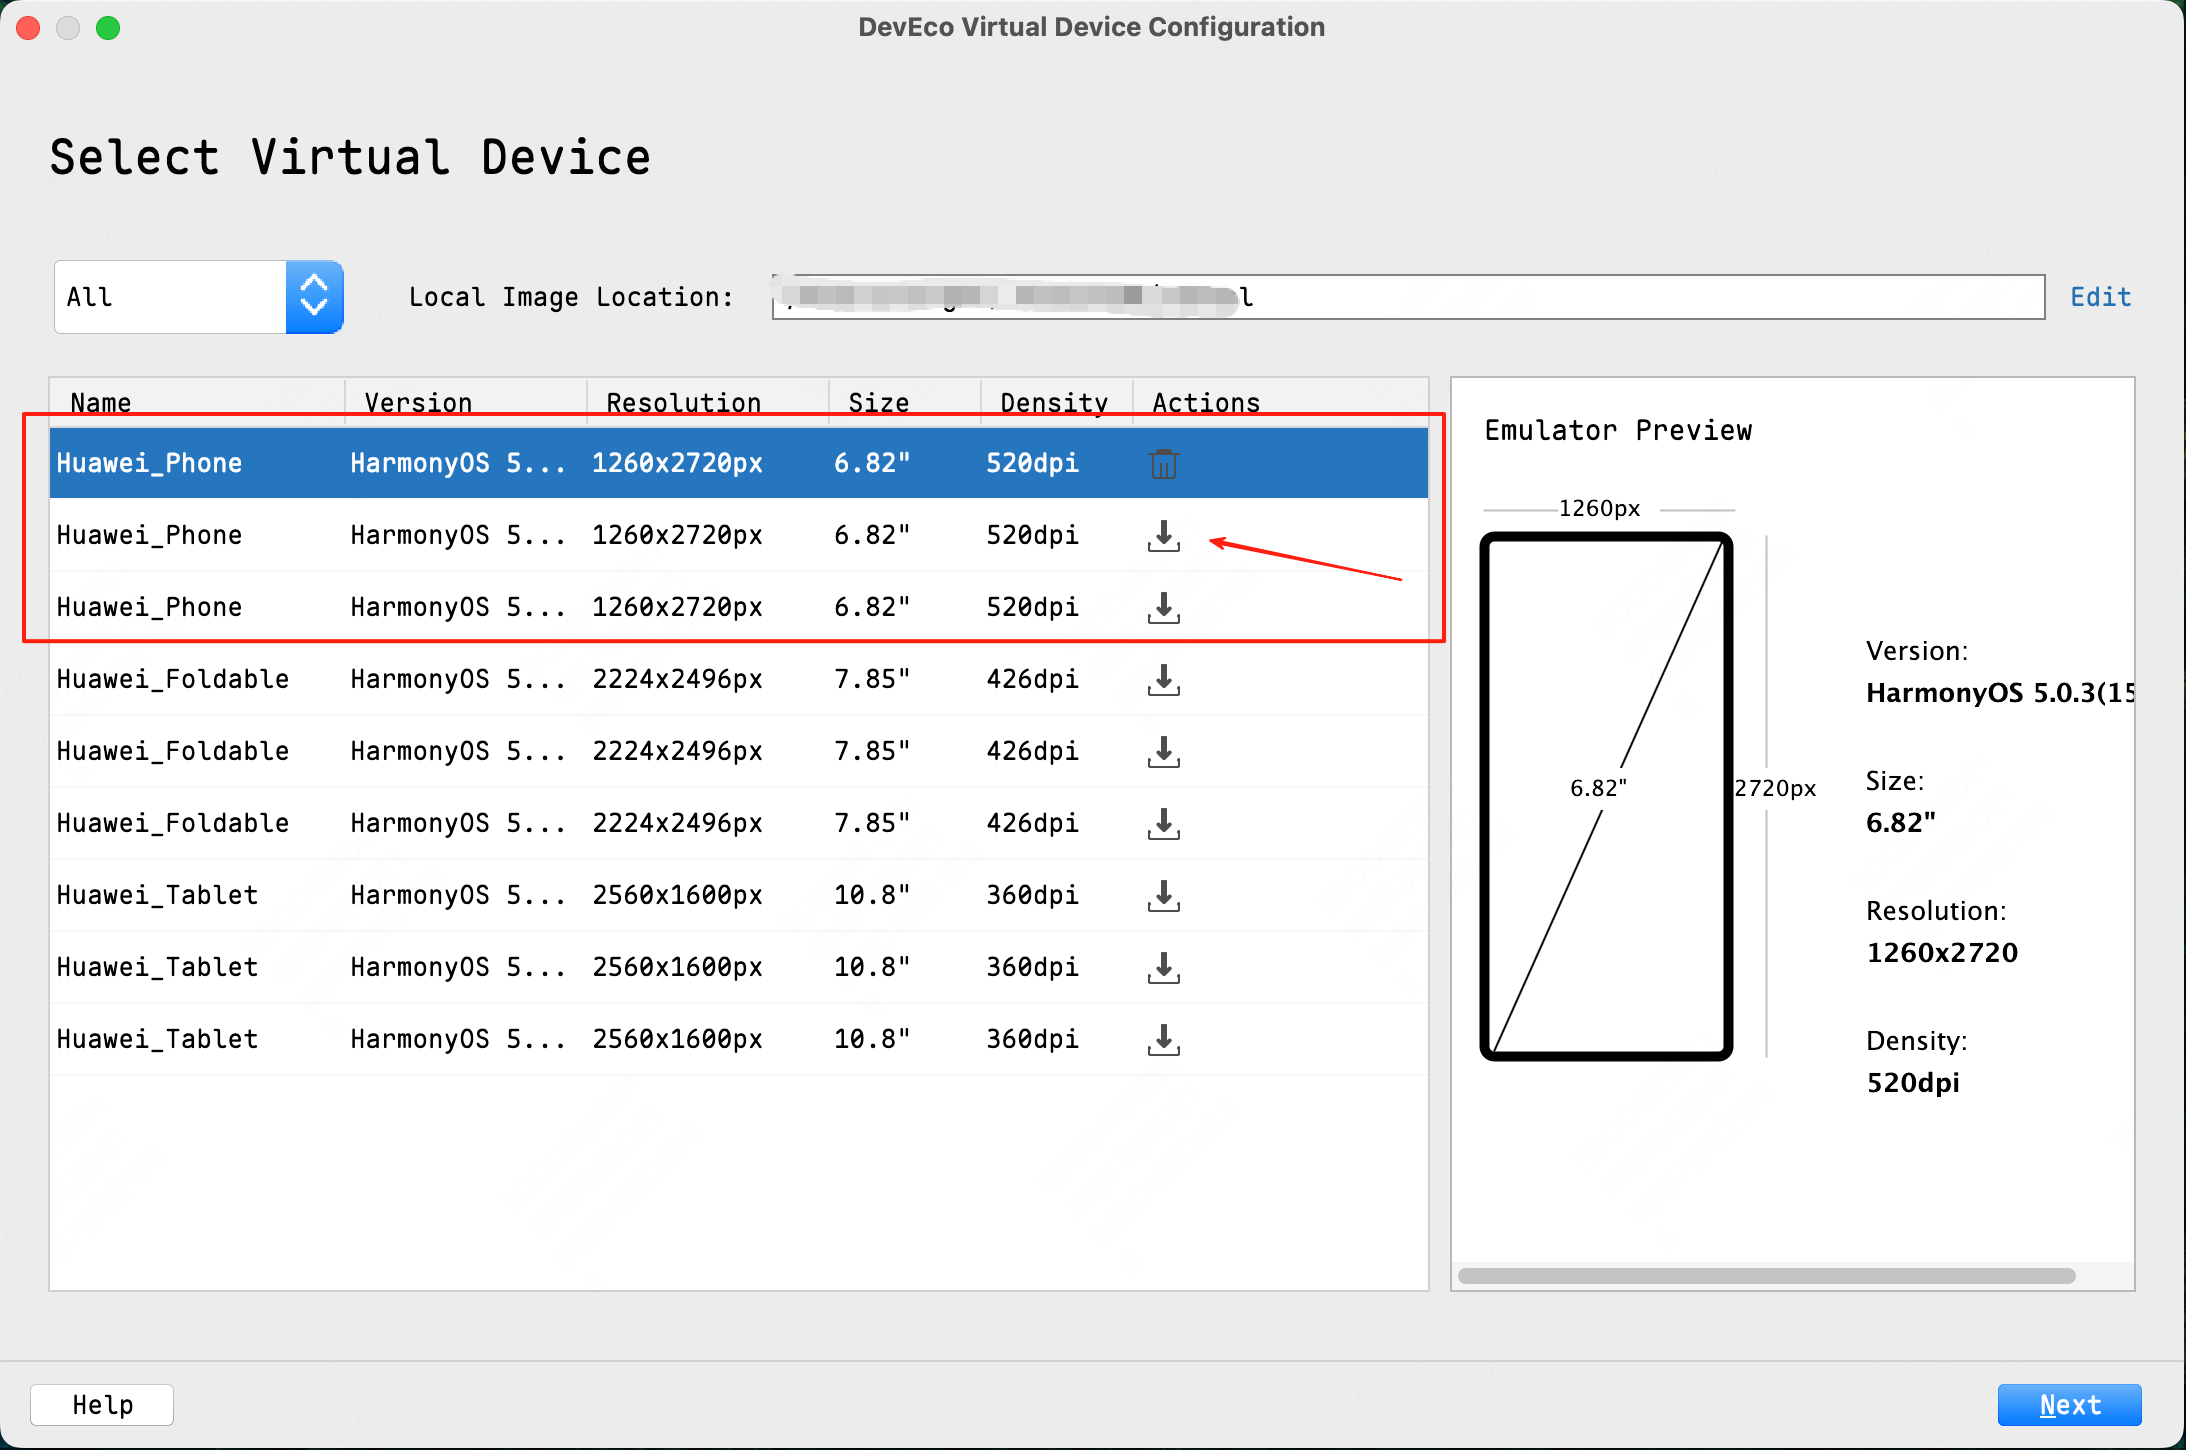 DevEco Virtual Device Configuration
Select Virtual Device
All
Local Image Location:
Edit
Name Version Resolution Size Density Actions
Huawei_Phone HarmonyOS 5... 1260x2720px 6.82" 520dpi
Huawei_Phone HarmonyOS 5... 1260x2720px 6.82" 520dpi
Huawei_Phone HarmonyOS 5... 1260x2720px 6.82" 520dpi
Huawei_Foldable HarmonyOS 5... 2224x2496px 7.85" 426dpi
Huawei_Foldable HarmonyOS 5... 2224x2496px 7.85" 426dpi
Huawei_Foldable HarmonyOS 5... 2224x2496px 7.85" 426dpi
Huawei_Tablet HarmonyOS 5... 2560x1600px 10.8" 360dpi
Huawei_Tablet HarmonyOS 5... 2560x1600px 10.8" 360dpi
Huawei_Tablet HarmonyOS 5... 2560x1600px 10.8" 360dpi
Emulator Preview
1260px
6.82"
2720px
Version:
HarmonyOS 5.0.3(15
Size:
6.82"
Resolution:
1260x2720
Density:
520dpi
Help
Next